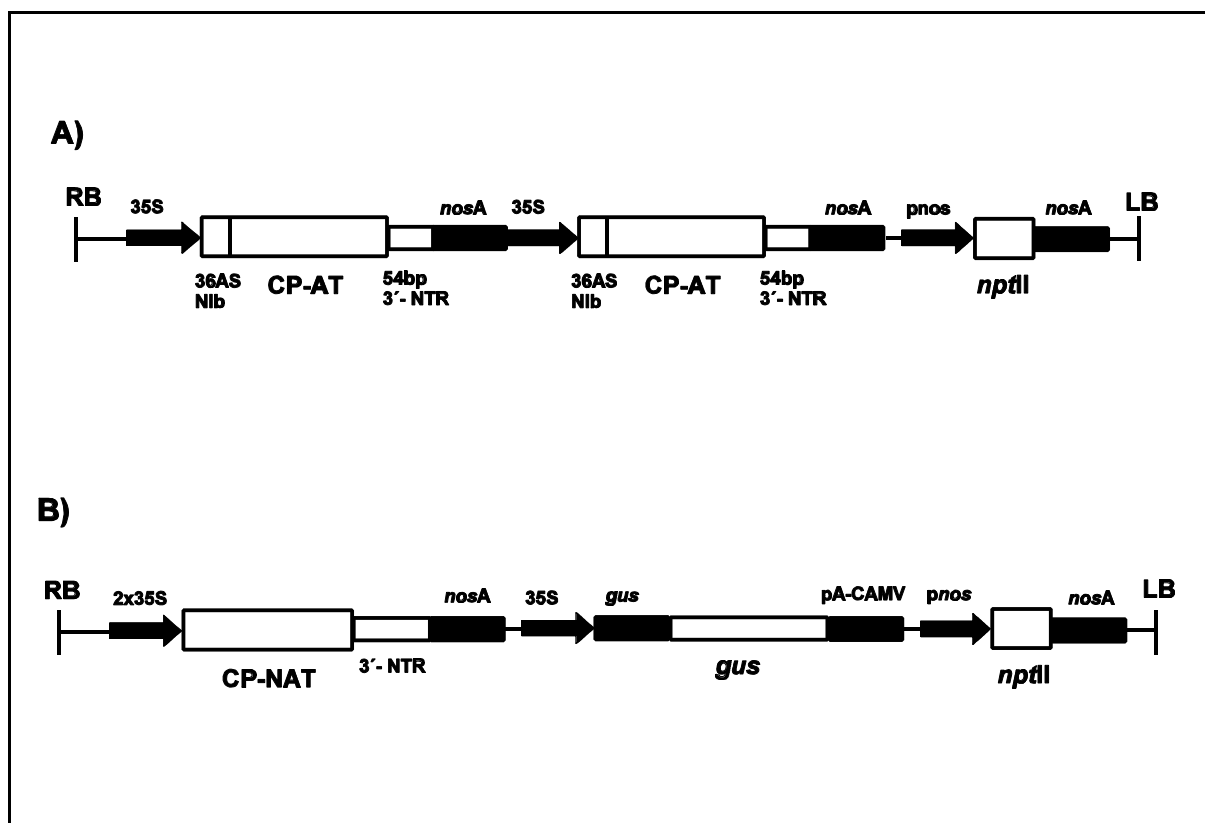 A)
RB 35S nosA 35S nosA pnos nosA LB
36AS CP-AT 54bp 36AS CP-AT 54bp nptII
NIb 3´- NTR NIb 3´- NTR
B)
RB 2x35S nosA 35S gus pA-CAMV pnos nosA LB
CP-NAT 3´- NTR gus nptII